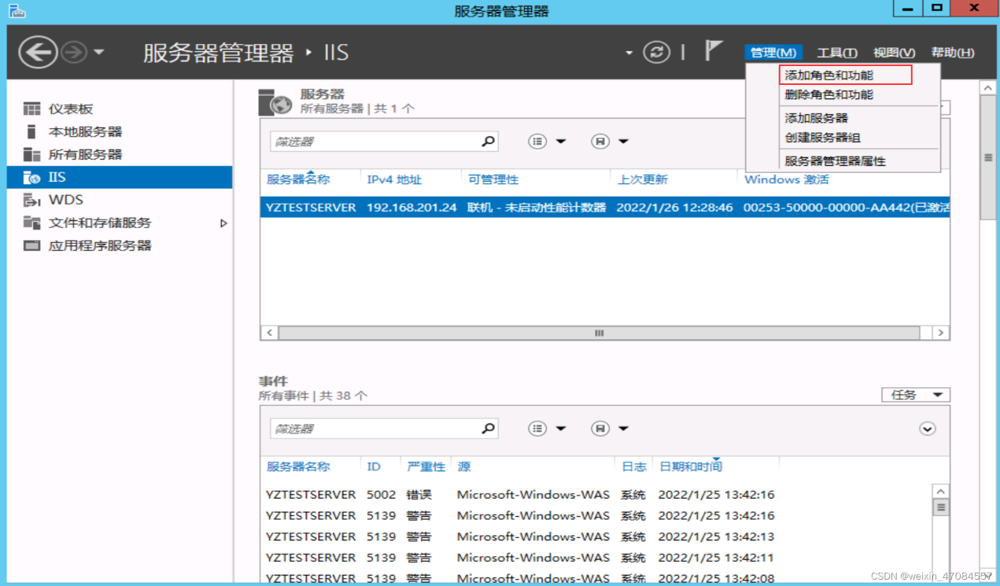 服务器管理器
服务器管理器 ‣ IIS
管理(M) 工具(T) 视图(V) 帮助(H)
添加角色和功能
删除角色和功能
添加服务器
创建服务器组
服务器管理器属性
仪表板
本地服务器
所有服务器
IIS
WDS
文件和存储服务
应用程序服务器
服务器
所有服务器 | 共 1 个
筛选器
服务器名称 IPv4 地址 可管理性 上次更新 Windows 激活
YZTESTSERVER 192.168.201.24 联机 - 未启动性能计数器 2022/1/26 12:28:46 00253-50000-00000-AA442(已激活
事件
所有事件 | 共 38 个
任务
筛选器
服务器名称 ID 严重性 源 日志 日期和时间
YZTESTSERVER 5002 错误 Microsoft-Windows-WAS 系统 2022/1/25 13:42:16
YZTESTSERVER 5139 警告 Microsoft-Windows-WAS 系统 2022/1/25 13:42:16
YZTESTSERVER 5139 警告 Microsoft-Windows-WAS 系统 2022/1/25 13:42:13
YZTESTSERVER 5139 警告 Microsoft-Windows-WAS 系统 2022/1/25 13:42:11
YZTESTSERVER 5139 警告 Microsoft-Windows-WAS 系统 2022/1/25 13:42:08
CSDN @weixin_47084557